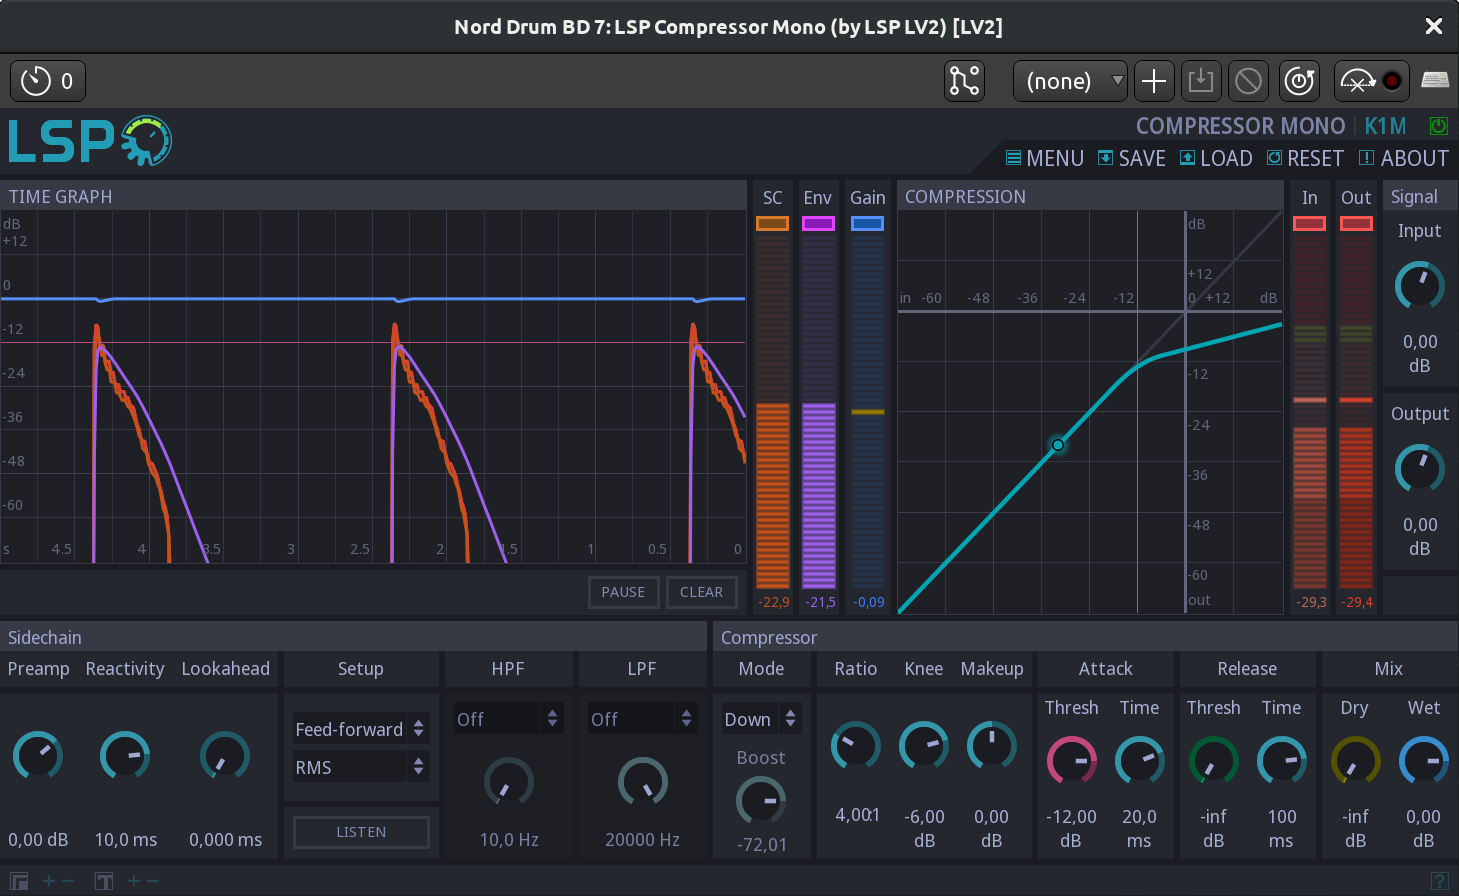 Nord Drum BD 7: LSP Compressor Mono (by LSP LV2) [LV2]
0
(none)
LSP
COMPRESSOR MONO K1M
MENU SAVE LOAD RESET ABOUT
TIME GRAPH
dB
+12
0
-12
-24
-36
-48
-60
s 4.5 4 3.5 3 2.5 2 1.5 1 0.5 0
PAUSE CLEAR
SC Env Gain
-22,9 -21,5 -0,09
COMPRESSION
dB
+12
in -60 -48 -36 -24 -12 0 +12 dB
-12
-24
-36
-48
-60
out
In Out
-29,3 -29,4
Signal
Input
0,00
dB
Output
0,00
dB
Sidechain
Preamp Reactivity Lookahead
0,00 dB 10,0 ms 0,000 ms
Setup
Feed-forward
RMS
LISTEN
HPF
Off
10,0 Hz
LPF
Off
20000 Hz
Compressor
Mode
Down
Boost
-72,01
Ratio Knee Makeup
4,00:1 -6,00 0,00
dB dB
Attack
Thresh Time
-12,00 20,0
dB ms
Release
Thresh Time
-inf 100
dB ms
Mix
Dry Wet
-inf 0,00
dB dB
T
?